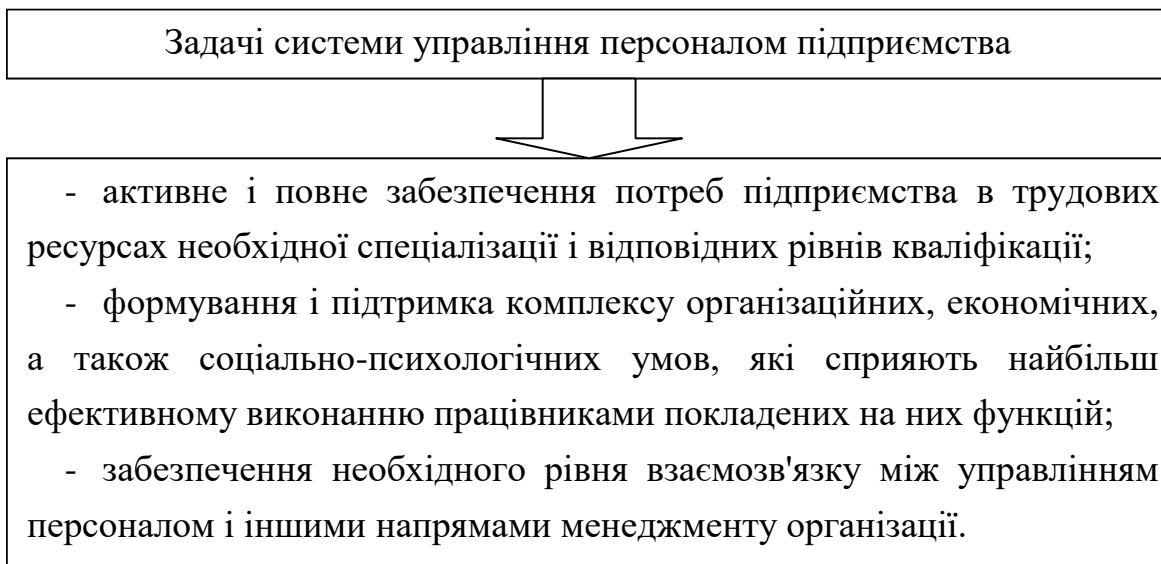 Задачі системи управління персоналом підприємства
- активне і повне забезпечення потреб підприємства в трудових
ресурсах необхідної спеціалізації і відповідних рівнів кваліфікації;
- формування і підтримка комплексу організаційних, економічних,
а також соціально-психологічних умов, які сприяють найбільш
ефективному виконанню працівниками покладених на них функцій;
- забезпечення необхідного рівня взаємозв'язку між управлінням
персоналом і іншими напрямами менеджменту організації.